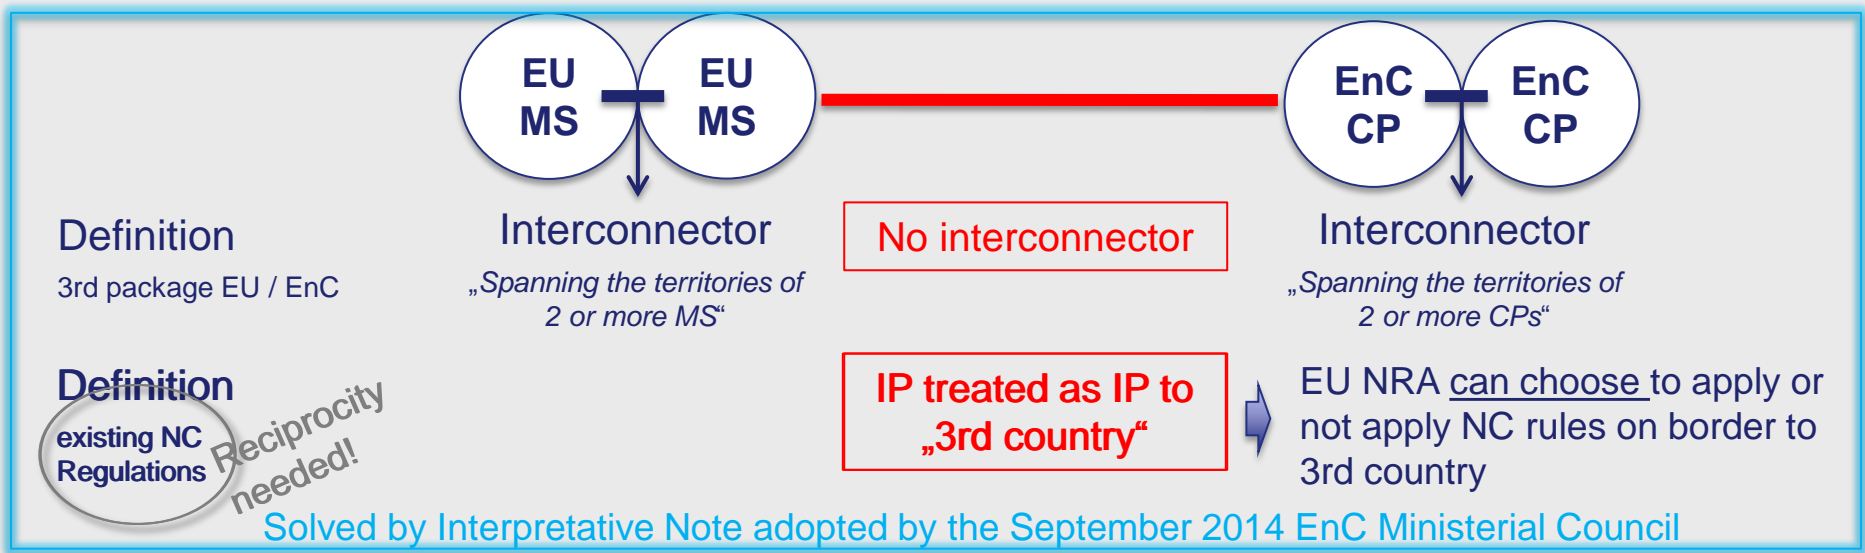 EU
MS
EU
MS
EnC
CP
EnC
CP
Definition
3rd package EU / EnC
Interconnector
„Spanning the territories of
2 or more MS“
No interconnector
Interconnector
„Spanning the territories of
2 or more CPs“
Definition
existing NC
Regulations
Reciprocity
needed!
IP treated as IP to
„3rd country“
EU NRA can choose to apply or
not apply NC rules on border to
3rd country
Solved by Interpretative Note adopted by the September 2014 EnC Ministerial Council